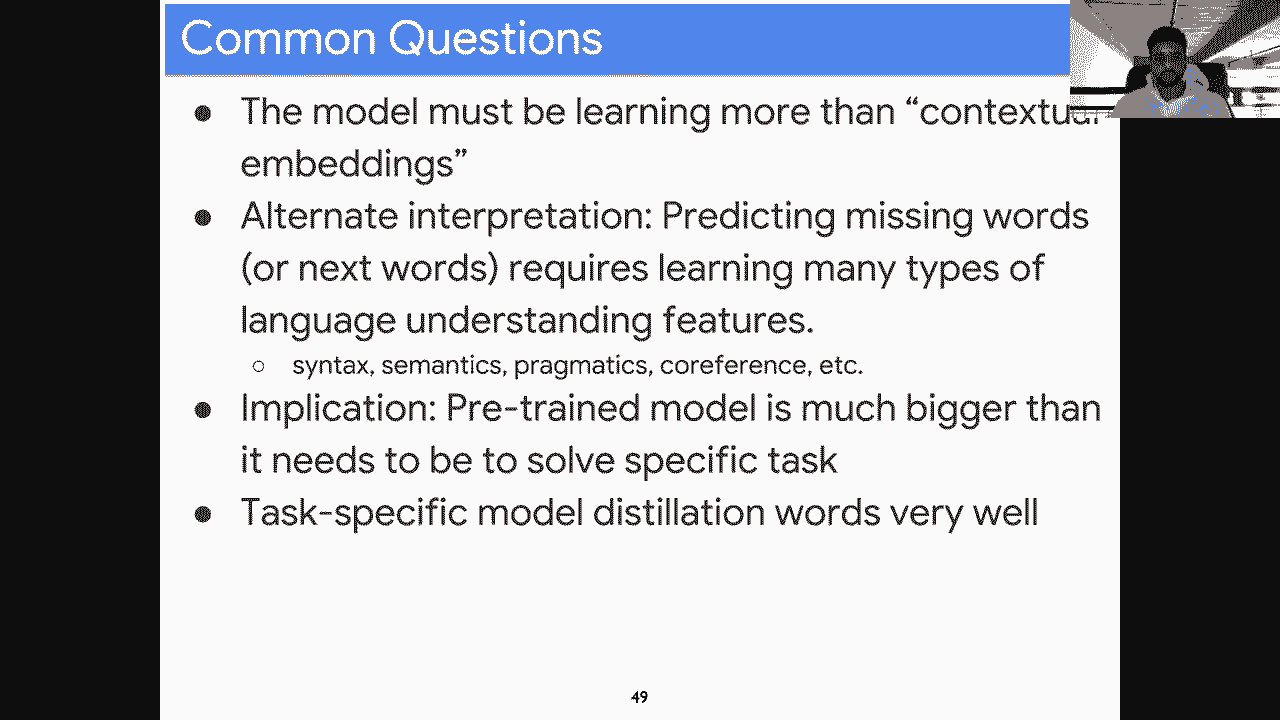 Common Questions
● The model must be learning more than “contextual
embeddings”
● Alternate interpretation: Predicting missing words
(or next words) requires learning many types of
language understanding features.
○ syntax, semantics, pragmatics, coreference, etc.
● Implication: Pre-trained model is much bigger than
it needs to be to solve specific task
● Task-specific model distillation words very well
49